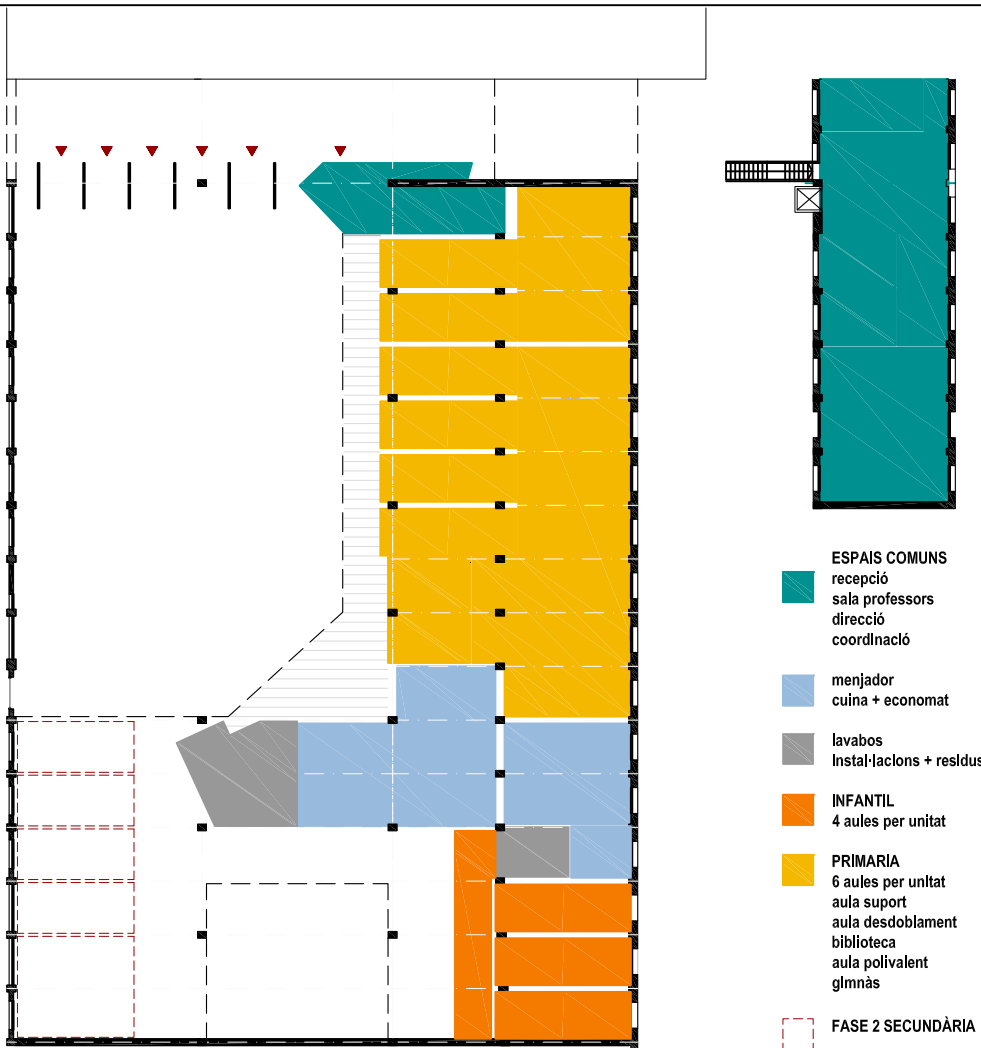 ESPAIS COMUNS
recepció
sala professors
direcció
coordinació
menjador
cuina + economat
lavabos
instal·lacions + residus
INFANTIL
4 aules per unitat
PRIMARIA
6 aules per unitat
aula suport
aula desdoblament
biblioteca
aula polivalent
gimnàs
FASE 2 SECUNDÀRIA